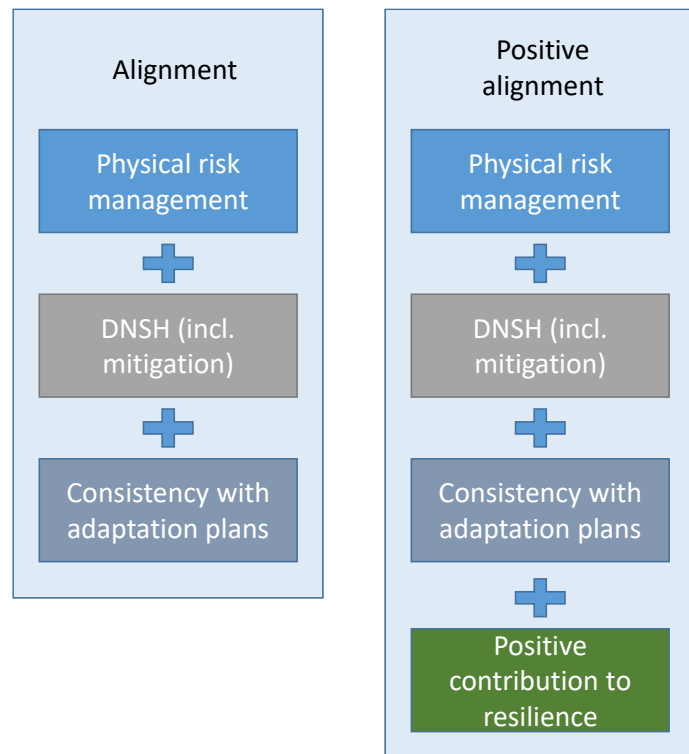 Alignment
Physical risk
management
DNSH (incl.
mitigation)
Consistency with
adaptation plans
Positive
alignment
Physical risk
management
DNSH (incl.
mitigation)
Consistency with
adaptation plans
Positive
contribution to
resilience